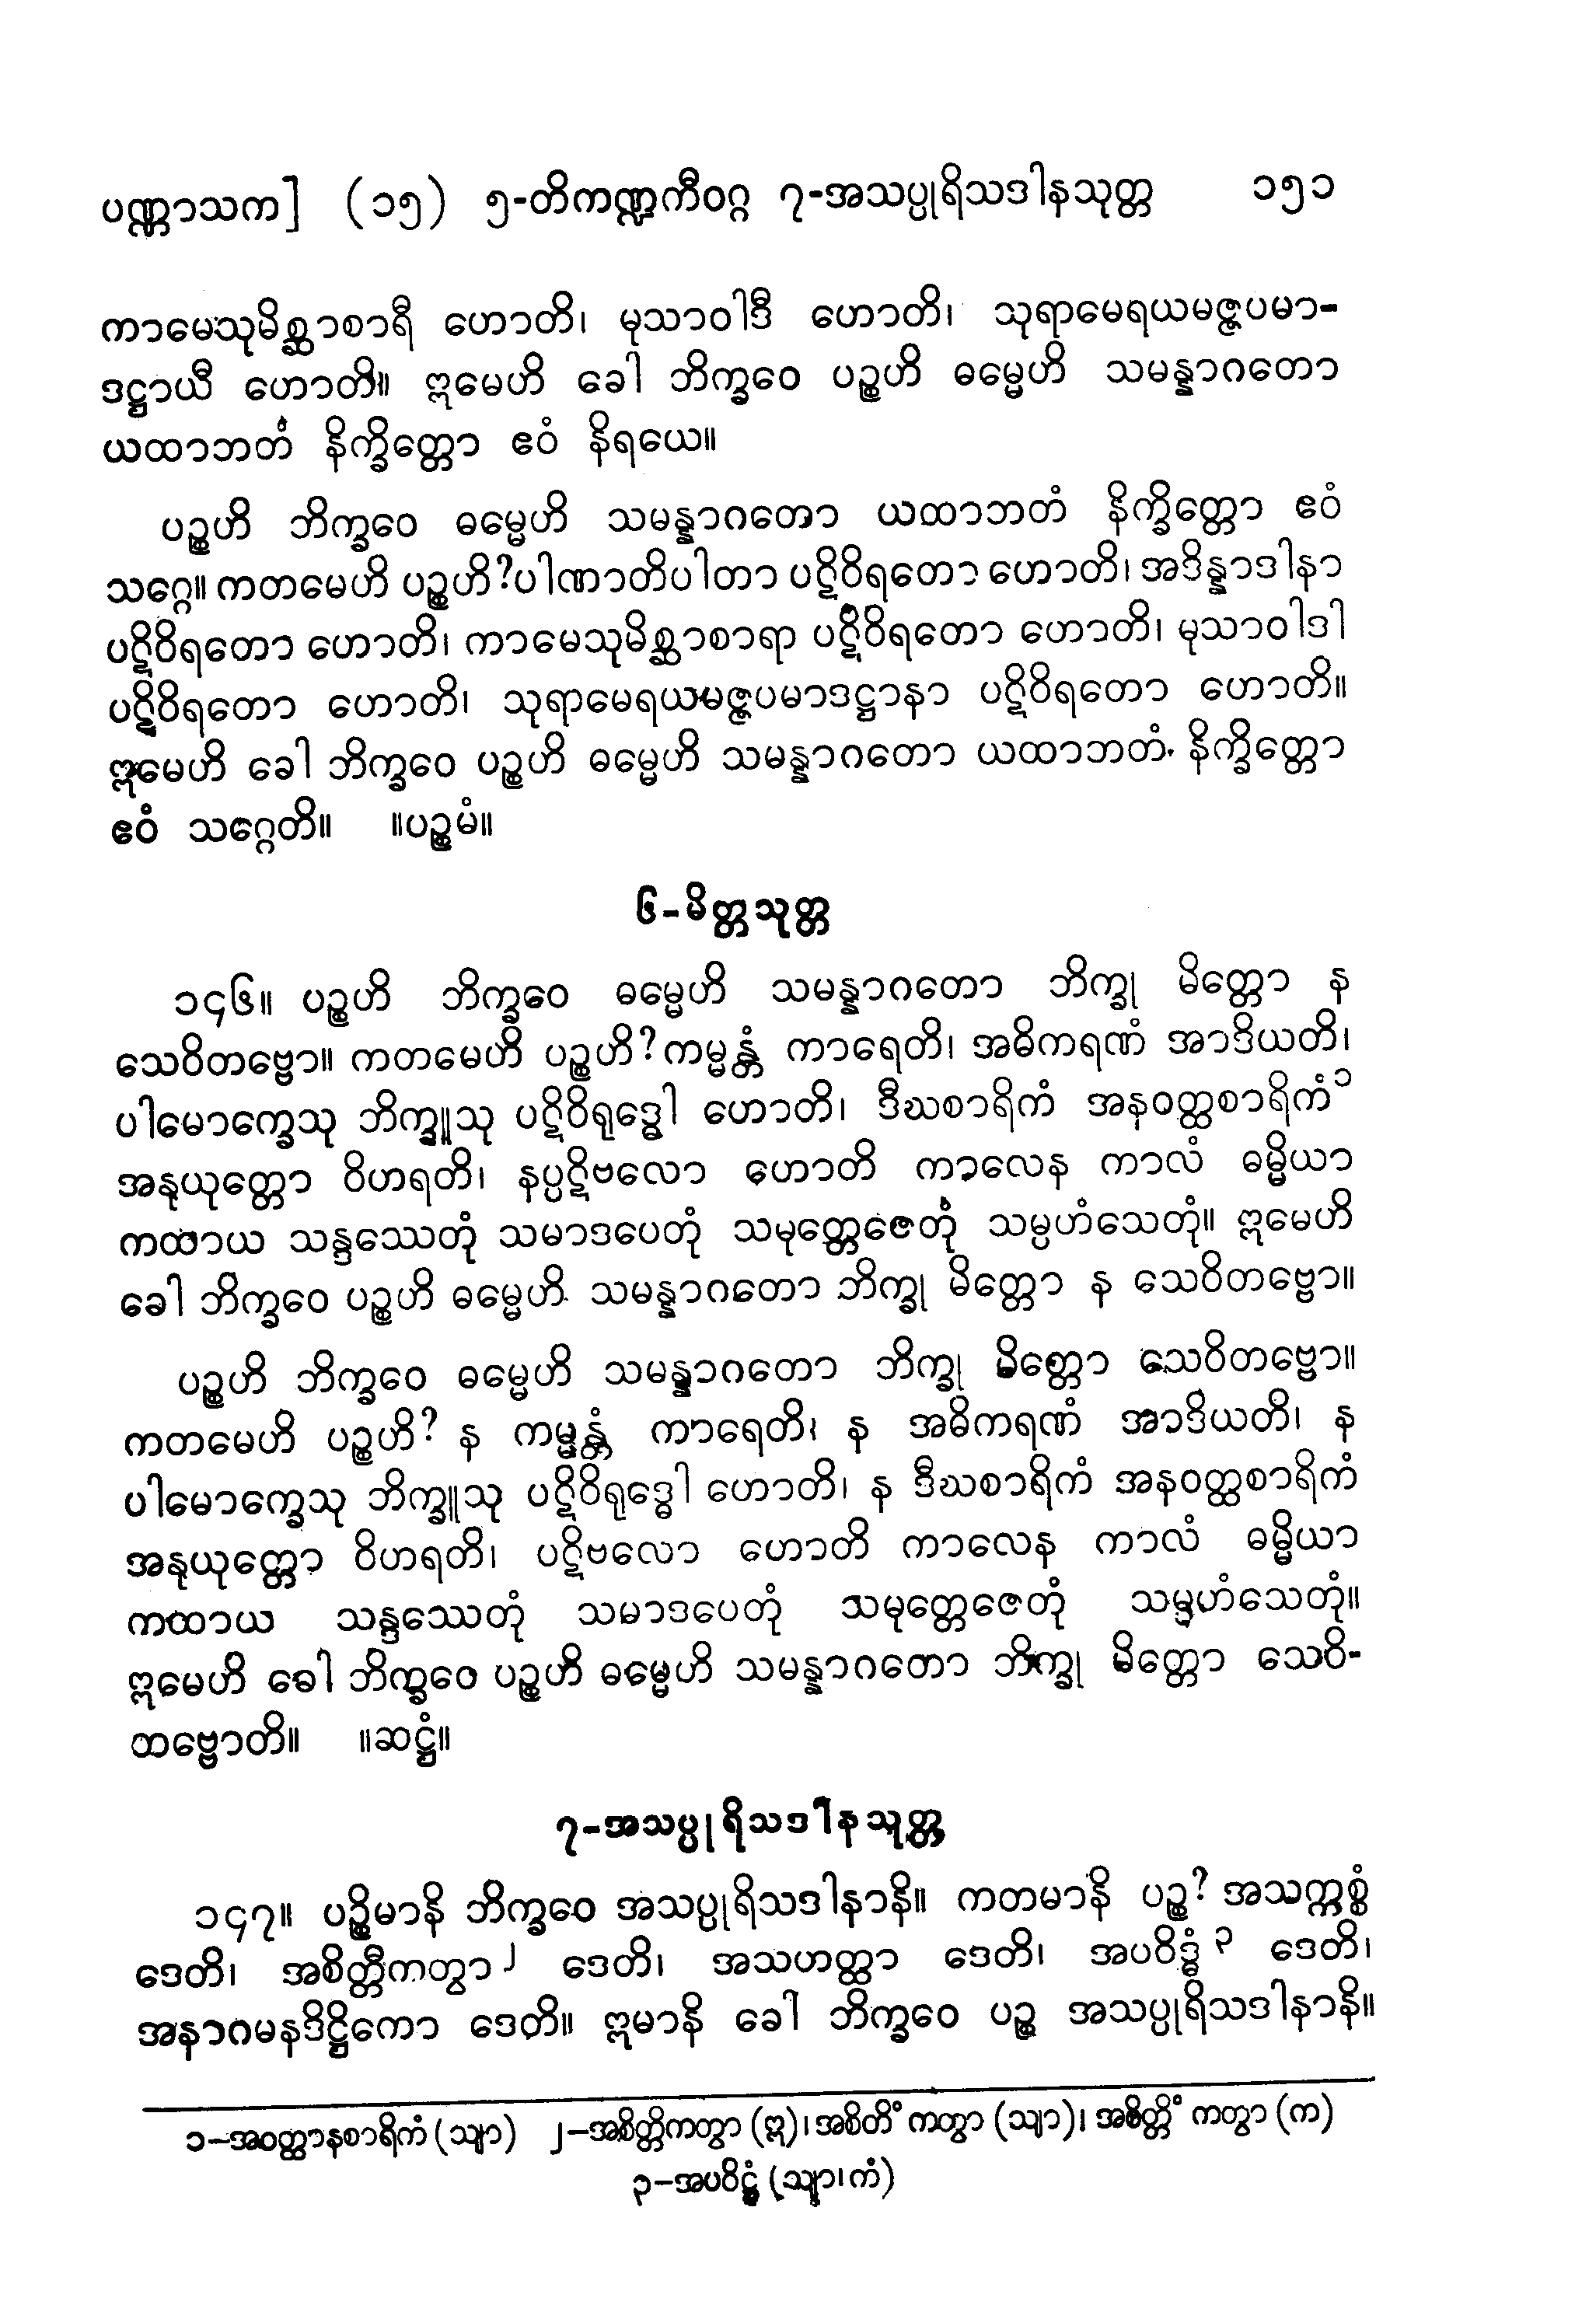 ပဏ္ဏာသက] (၁၅) ၅-တိကဏ္ဍကီဝဂ္ဂ ၇-အသပ္ပုရိသဒါနသုတ္တ ၁၅၁
ကာမေသုမိစ္ဆာစာရီ ဟောတိ၊ မုသာဝါဒီ ဟောတိ၊ သုရာမေရယမဇ္ဇပမာ-
ဒဋ္ဌာယီ ဟောတိ။ ဣမေဟိ ခေါ ဘိက္ခဝေ ပဉ္စဟိ ဓမ္မေဟိ သမန္နာဂတော
ယထာဘတံ နိက္ခိတ္တော ဧဝံ နိရယေ။
ပဉ္စဟိ ဘိက္ခဝေ ဓမ္မေဟိ သမန္နာဂတော ယထာဘတံ နိက္ခိတ္တော ဧဝံ
သဂ္ဂေ။ ကတမေဟိ ပဉ္စဟိ? ပါဏာတိပါတာ ပဋိဝိရတော ဟောတိ၊ အဒိန္နာဒါနာ
ပဋိဝိရတော ဟောတိ၊ ကာမေသုမိစ္ဆာစာရာ ပဋိဝိရတော ဟောတိ၊ မုသာဝါဒါ
ပဋိဝိရတော ဟောတိ၊ သုရာမေရယမဇ္ဇပမာဒဋ္ဌာနာ ပဋိဝိရတော ဟောတိ။
ဣမေဟိ ခေါ ဘိက္ခဝေ ပဉ္စဟိ ဓမ္မေဟိ သမန္နာဂတော ယထာဘတံ နိက္ခိတ္တော
ဧဝံ သဂ္ဂေတိ။ ။ပဉ္စမံ။
၆-မိတ္တသုတ္တ
၁၄၆။ ပဉ္စဟိ ဘိက္ခဝေ ဓမ္မေဟိ သမန္နာဂတော ဘိက္ခု မိတ္တော န
သေဝိတဗ္ဗော။ ကတမေဟိ ပဉ္စဟိ? ကမ္မန္တံ ကာရေတိ၊ အဓိကရဏံ အာဒိယတိ၊
ပါမောက္ခေသု ဘိက္ခူသု ပဋိဝိရုဒ္ဓေါ ဟောတိ၊ ဒီဃစာရိကံ အနဝတ္ထစာရိကံ၁
အနုယုတ္တော ဝိဟရတိ၊ နပ္ပဋိဗလော ဟောတိ ကာလေန ကာလံ ဓမ္မိယာ
ကထာယ သန္ဒဿေတုံ သမာဒပေတုံ သမုတ္တေဇေတုံ သမ္ပဟံသေတုံ။ ဣမေဟိ
ခေါ ဘိက္ခဝေ ပဉ္စဟိ ဓမ္မေဟိ သမန္နာဂတော ဘိက္ခု မိတ္တော န သေဝိတဗ္ဗော။
ပဉ္စဟိ ဘိက္ခဝေ ဓမ္မေဟိ သမန္နာဂတော ဘိက္ခု မိတ္တော သေဝိတဗ္ဗော။
ကတမေဟိ ပဉ္စဟိ? န ကမ္မန္တံ ကာရေတိ၊ န အဓိကရဏံ အာဒိယတိ၊ န
ပါမောက္ခေသု ဘိက္ခူသု ပဋိဝိရုဒ္ဓေါ ဟောတိ၊ န ဒီဃစာရိကံ အနဝတ္ထစာရိကံ
အနုယုတ္တော ဝိဟရတိ၊ ပဋိဗလော ဟောတိ ကာလေန ကာလံ ဓမ္မိယာ
ကထာယ သန္ဒဿေတုံ သမာဒပေတုံ သမုတ္တေဇေတုံ သမ္ပဟံသေတုံ။
ဣမေဟိ ခေါ ဘိက္ခဝေ ပဉ္စဟိ ဓမ္မေဟိ သမန္နာဂတော ဘိက္ခု မိတ္တော သေဝိ-
တဗ္ဗောတိ။ ။ဆဋ္ဌံ။
၇-အသပ္ပုရိသဒါနသုတ္တ
၁၄၇။ ပဉ္စိမာနိ ဘိက္ခဝေ အသပ္ပုရိသဒါနာနိ။ ကတမာနိ ပဉ္စ? အသက္ကစ္စံ
ဒေတိ၊ အစိတ္တီကတွာ၂ ဒေတိ၊ အသဟတ္ထာ ဒေတိ၊ အပဝိဒ္ဓံ၃ ဒေတိ၊
အနာဂမနဒိဋ္ဌိကော ဒေတိ။ ဣမာနိ ခေါ ဘိက္ခဝေ ပဉ္စ အသပ္ပုရိသဒါနာနိ။
၁–အဝတ္ထာနစာရိကံ (သျာ) ၂–အစိတ္တိကတွာ (ဣ)၊ အစိတိံ ကတွာ (သျာ)၊ အစိတ္တိံ ကတွာ (က)
၃–အပဝိဋ္ဌံ (သျာ၊ကံ)